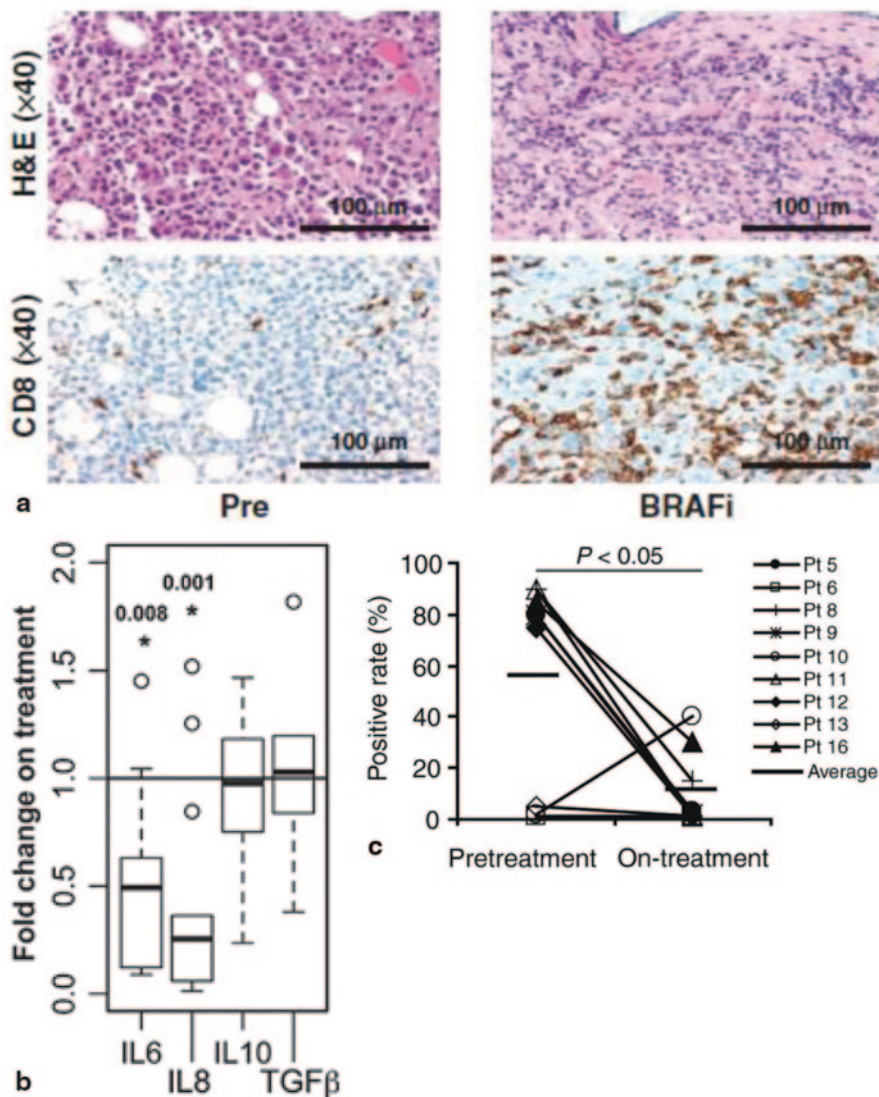 H&E (×40)
100 μm
100 μm
CD8 (×40)
100 μm
100 μm
a
Pre
BRAFi
Fold change on treatment
2.0
1.5
1.0
0.5
0.0
0.008
*
0.001
*
IL6
IL8
IL10
TGFβ
b
Positive rate (%)
100
80
60
40
20
0
P < 0.05
Pretreatment
On-treatment
Pt 5
Pt 6
Pt 8
Pt 9
Pt 10
Pt 11
Pt 12
Pt 13
Pt 16
Average
c